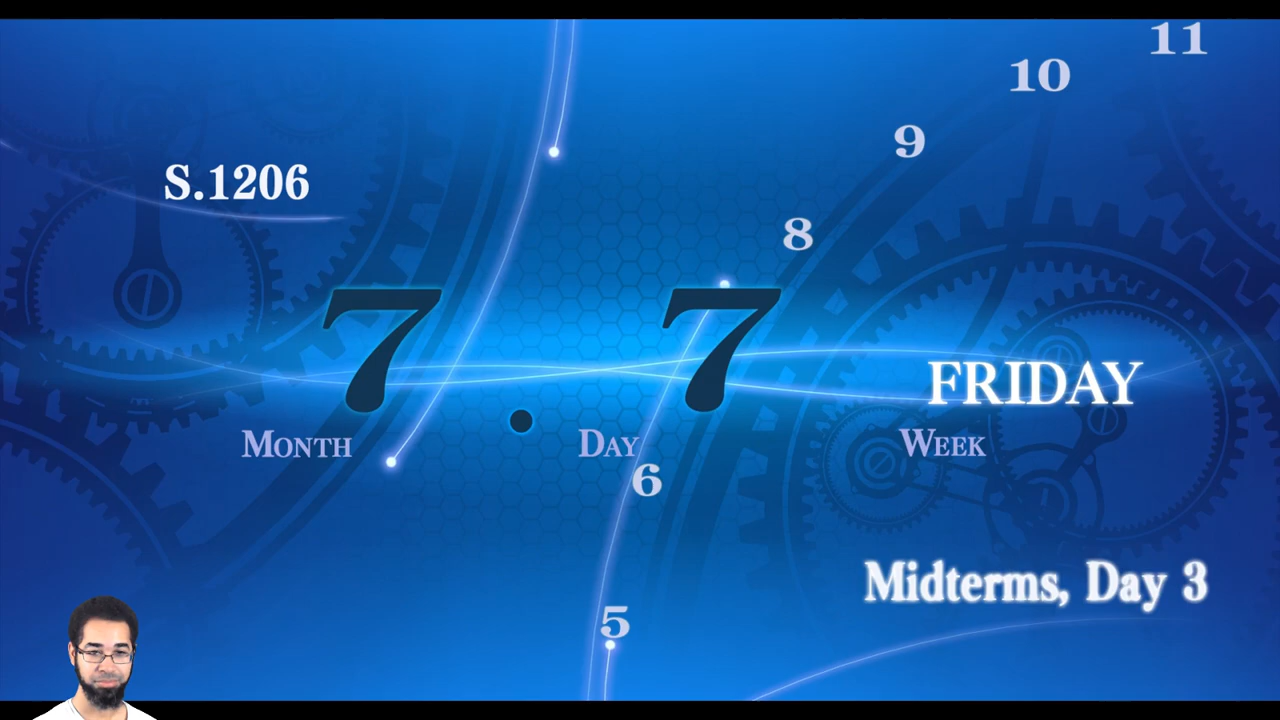 11
10
9
S.1206
8
7 . 7
FRIDAY
MONTH DAY WEEK
6
Midterms, Day 3
5